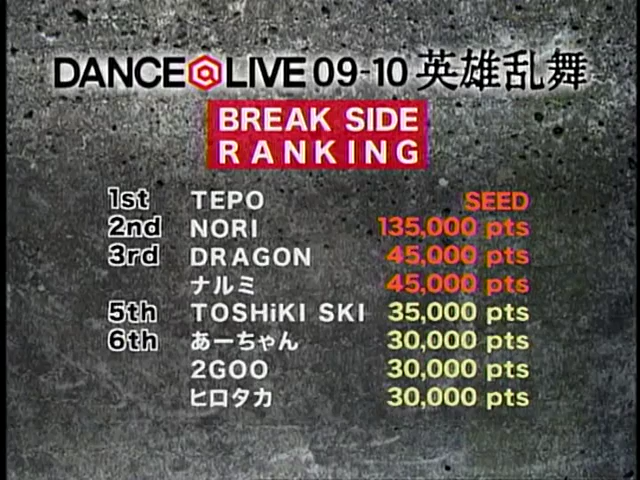 DANCE@LIVE 09-10 英雄乱舞
BREAK SIDE
RANKING
1st TEPO SEED
2nd NORI 135,000 pts
3rd DRAGON 45,000 pts
ナルミ 45,000 pts
5th TOSHiKI SKI 35,000 pts
6th あーちゃん 30,000 pts
2GOO 30,000 pts
ヒロタカ 30,000 pts